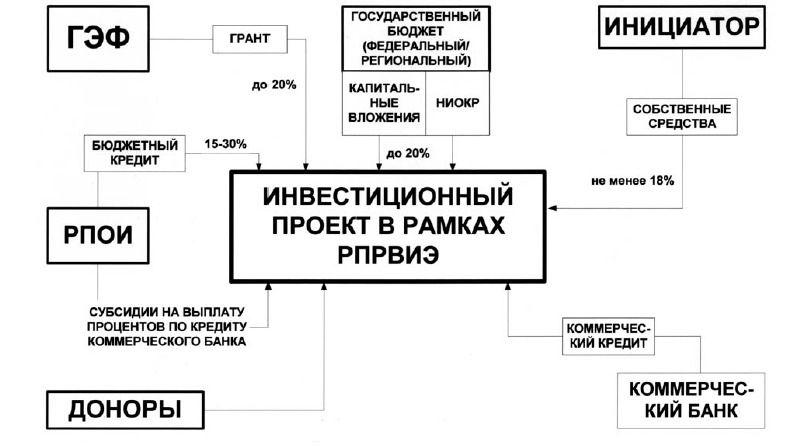 ГЭФ
ГРАНТ
до 20%
ГОСУДАРСТВЕННЫЙ
БЮДЖЕТ
(ФЕДЕРАЛЬНЫЙ/
РЕГИОНАЛЬНЫЙ)
КАПИТАЛЬ-
НЫЕ
ВЛОЖЕНИЯ
НИОКР
до 20%
ИНИЦИАТОР
СОБСТВЕННЫЕ
СРЕДСТВА
не менее 18%
БЮДЖЕТНЫЙ
КРЕДИТ
15-30%
РПОИ
ИНВЕСТИЦИОННЫЙ
ПРОЕКТ В РАМКАХ
РПРВИЭ
СУБСИДИИ НА ВЫПЛАТУ
ПРОЦЕНТОВ ПО КРЕДИТУ
КОММЕРЧЕСКОГО БАНКА
КОММЕРЧЕС-
КИЙ КРЕДИТ
ДОНОРЫ
КОММЕРЧЕС-
КИЙ БАНК